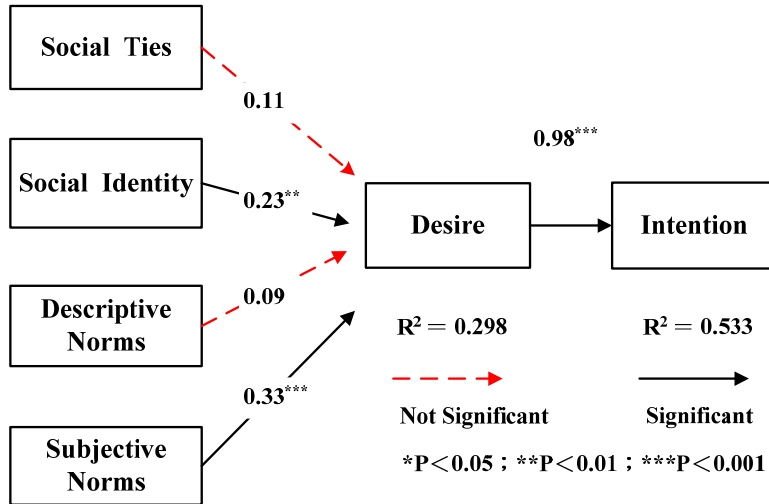 Social Ties
0.11
0.98***
Social Identity
0.23**
Desire
Intention
Descriptive
Norms
0.09
R² = 0.298
R² = 0.533
0.33***
Not Significant
Significant
Subjective
Norms
*P<0.05；**P<0.01；***P<0.001